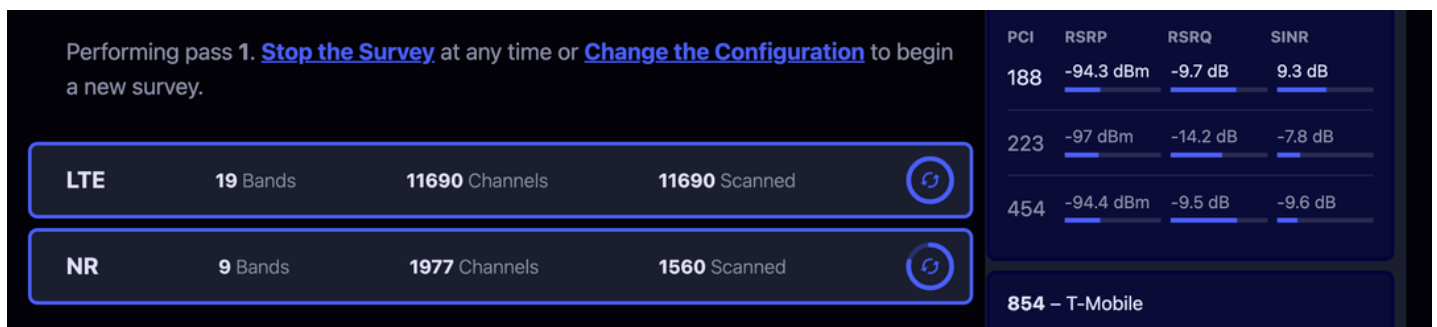 Performing pass 1. Stop the Survey at any time or Change the Configuration to begin
a new survey.
LTE 19 Bands 11690 Channels 11690 Scanned
NR 9 Bands 1977 Channels 1560 Scanned
PCI RSRP RSRQ SINR
188 -94.3 dBm -9.7 dB 9.3 dB
223 -97 dBm -14.2 dB -7.8 dB
454 -94.4 dBm -9.5 dB -9.6 dB
854 – T-Mobile